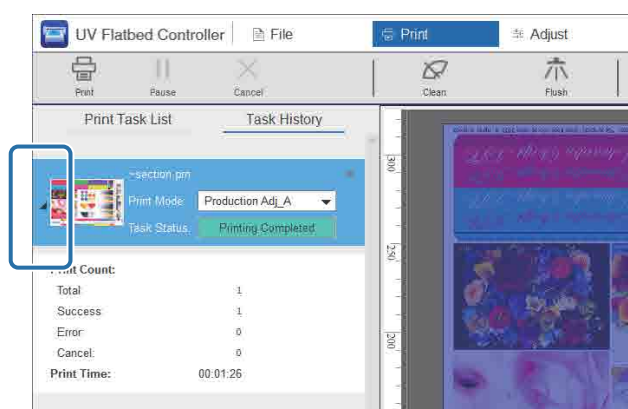 UV Flatbed Controller File Print Adjust
Print Pause Cancel Clean Flush
Print Task List Task History
~section.prn
Print Mode: Production Adj_A
Task Status: Printing Completed
Print Count:
Total 1
Success 1
Error 0
Cancel: 0
Print Time: 00:01:26
300
250
200